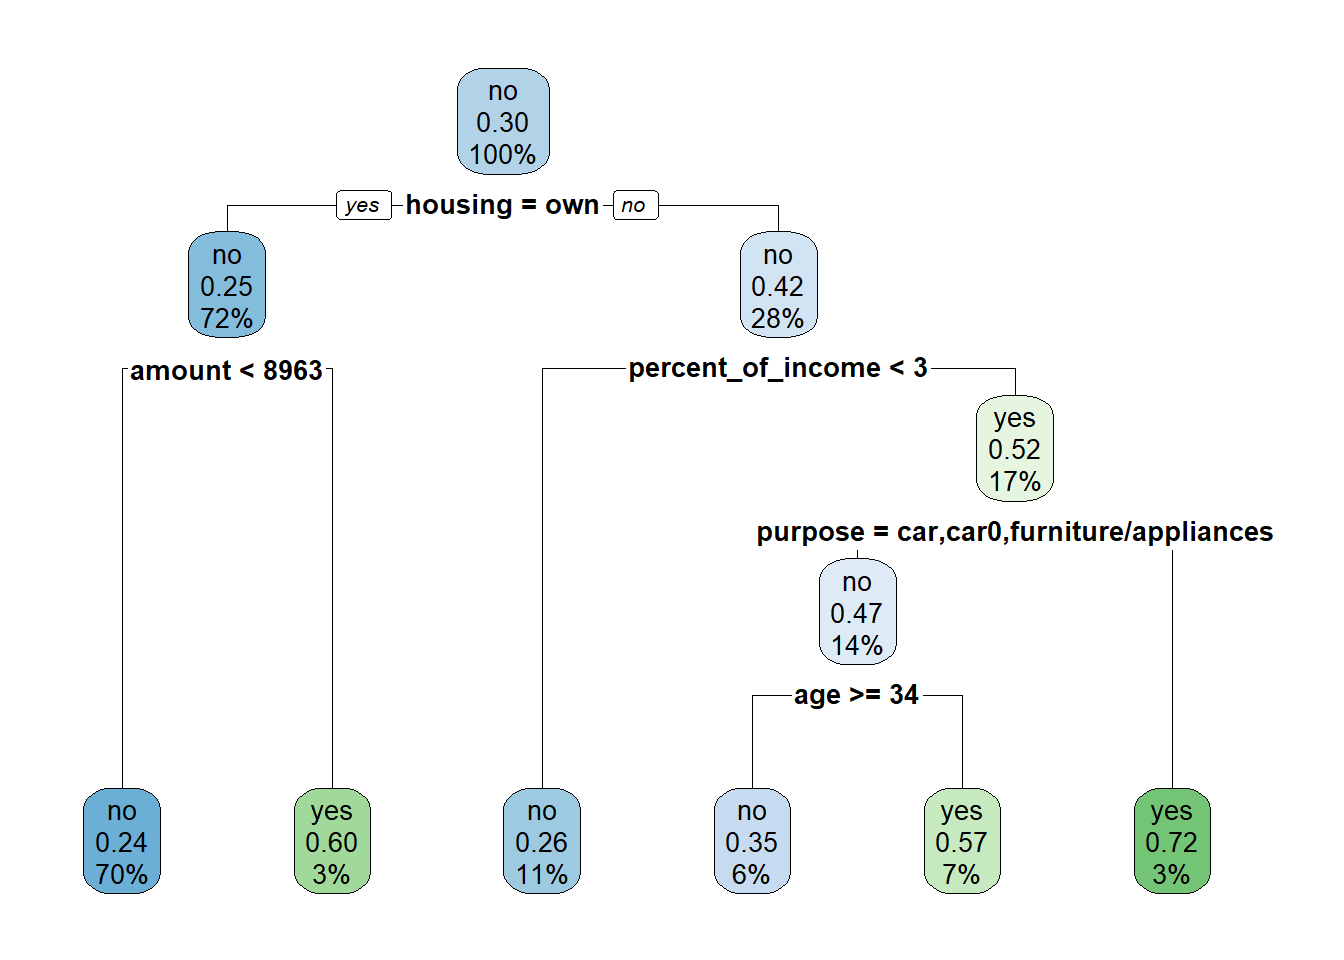 no
0.30
100%
yes housing = own no
no
0.25
72%
no
0.42
28%
amount < 8963
percent_of_income < 3
yes
0.52
17%
purpose = car,car0,furniture/appliances
no
0.47
14%
age >= 34
no
0.24
70%
yes
0.60
3%
no
0.26
11%
no
0.35
6%
yes
0.57
7%
yes
0.72
3%